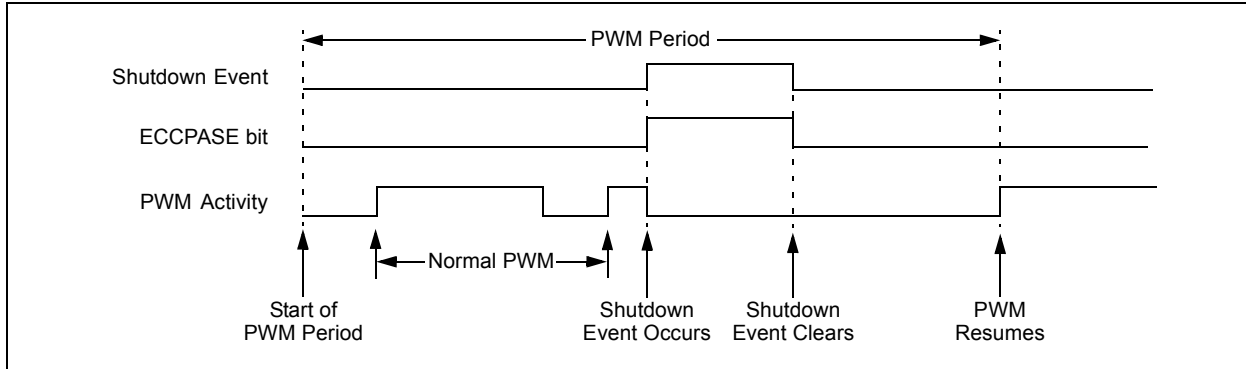 PWM Period
Shutdown Event
ECCPASE bit
PWM Activity
Normal PWM
Start of
PWM Period
Shutdown
Event Occurs
Shutdown
Event Clears
PWM
Resumes